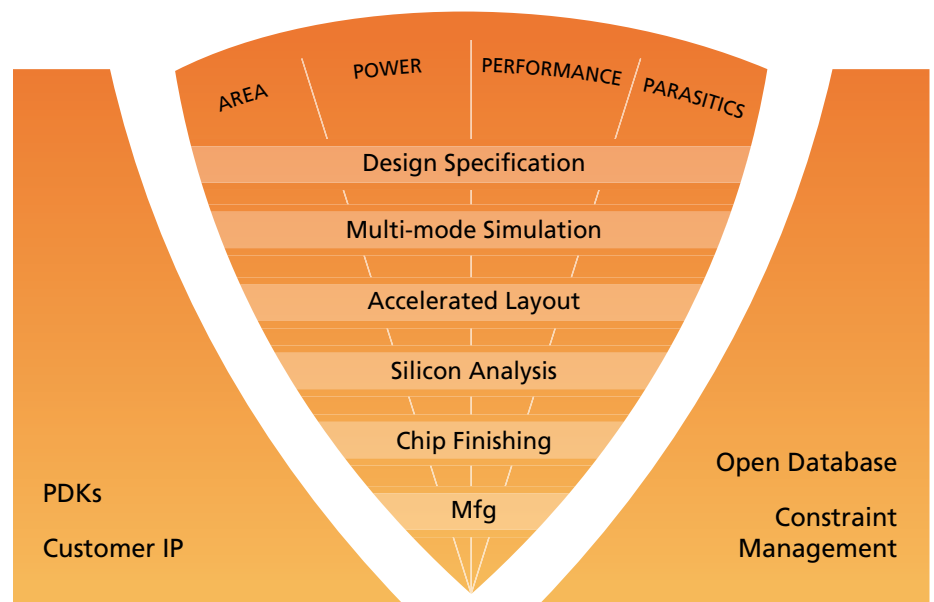 AREA
POWER
PERFORMANCE
PARASITICS
Design Specification
Multi-mode Simulation
Accelerated Layout
Silicon Analysis
Chip Finishing
Mfg
PDKs
Customer IP
Open Database
Constraint
Management